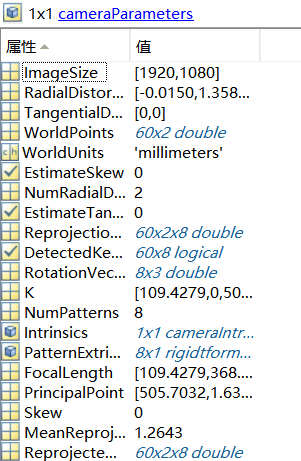 1x1 cameraParameters
属性 值
ImageSize [1920,1080]
RadialDistor... [-0.0150,1.358...
TangentialD... [0,0]
WorldPoints 60x2 double
WorldUnits 'millimeters'
EstimateSkew 0
NumRadialD... 2
EstimateTan... 0
Reprojectio... 60x2x8 double
DetectedKe... 60x8 logical
RotationVec... 8x3 double
K [109.4279,0,50...
NumPatterns 8
Intrinsics 1x1 cameraIntr...
PatternExtri... 8x1 rigidtform...
FocalLength [109.4279,368....
PrincipalPoint [505.7032,1.63...
Skew 0
MeanReproj... 1.2643
Reprojecte... 60x2x8 double